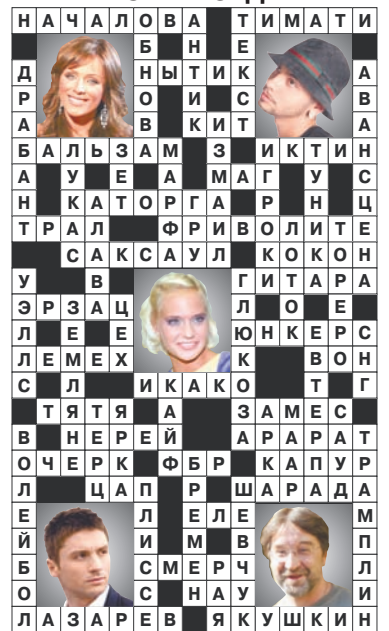 НАЧАЛОВА ТИМАТИ
Б Н Е
Д НЫТИК А
Р О И С В
А В КИТ А
БАЛЬЗАМ З ИКТИН
А У Е А МАГ У С
Н КАТОРГА Р Н Ц
ТРАЛ ФРИВОЛИТЕ
САКСАУЛ КОКОН
У В ГИТАРА
ЭРЗАЦ Л О Е
Л Е Е ЮНКЕРС
ЛЕМЕХ К ВОН
С Л ИКАКО Т Г
ТЯТЯ А ЗАМЕС
В НЕРЕЙ АРАРАТ
ОЧЕРК ФБР КАПУР
Л ЦАП Р ШАРАДА
Е Л ЕЛЕ М
Й И М В П
Б СМЕРЧ Л
О С НАУ И
ЛАЗАРЕВ ЯКУШКИН